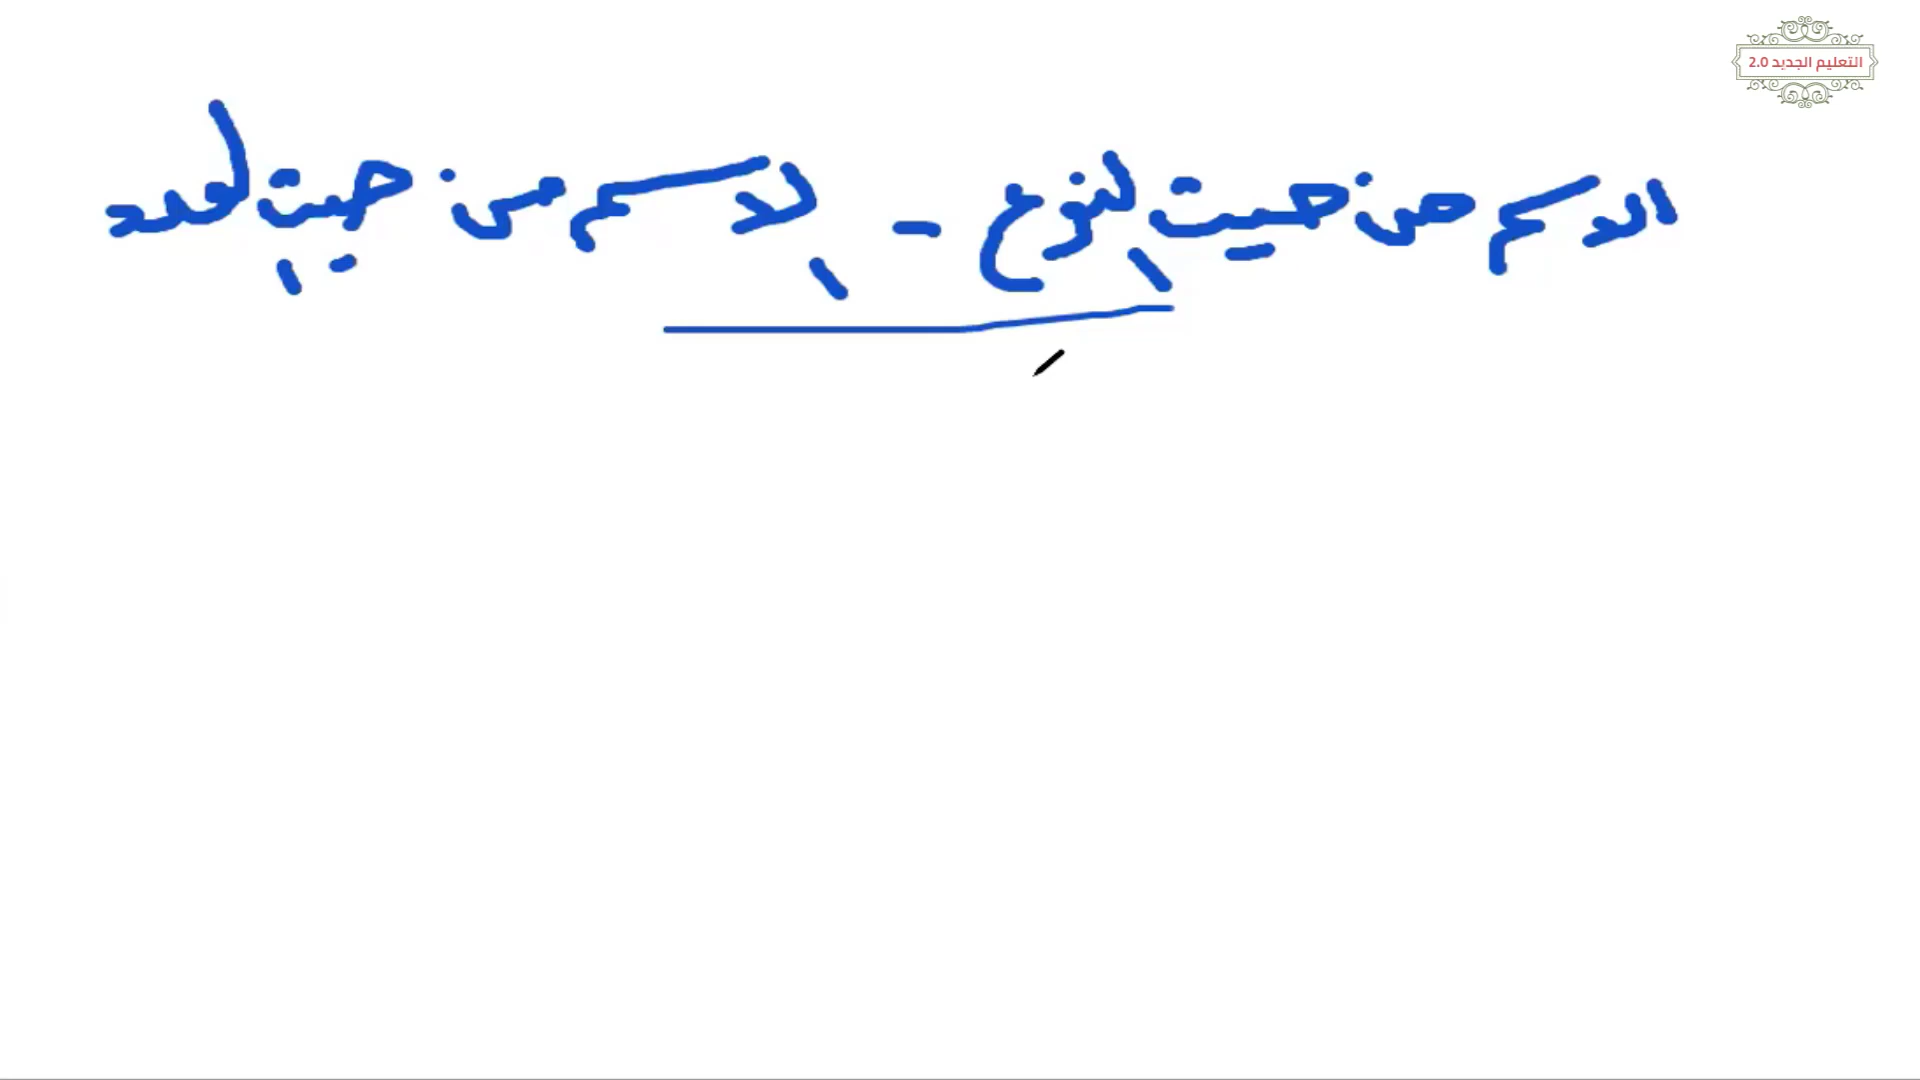 التعليم الجديد 2.0
الاسم من حيث النوع - الاسم من حيث العدد